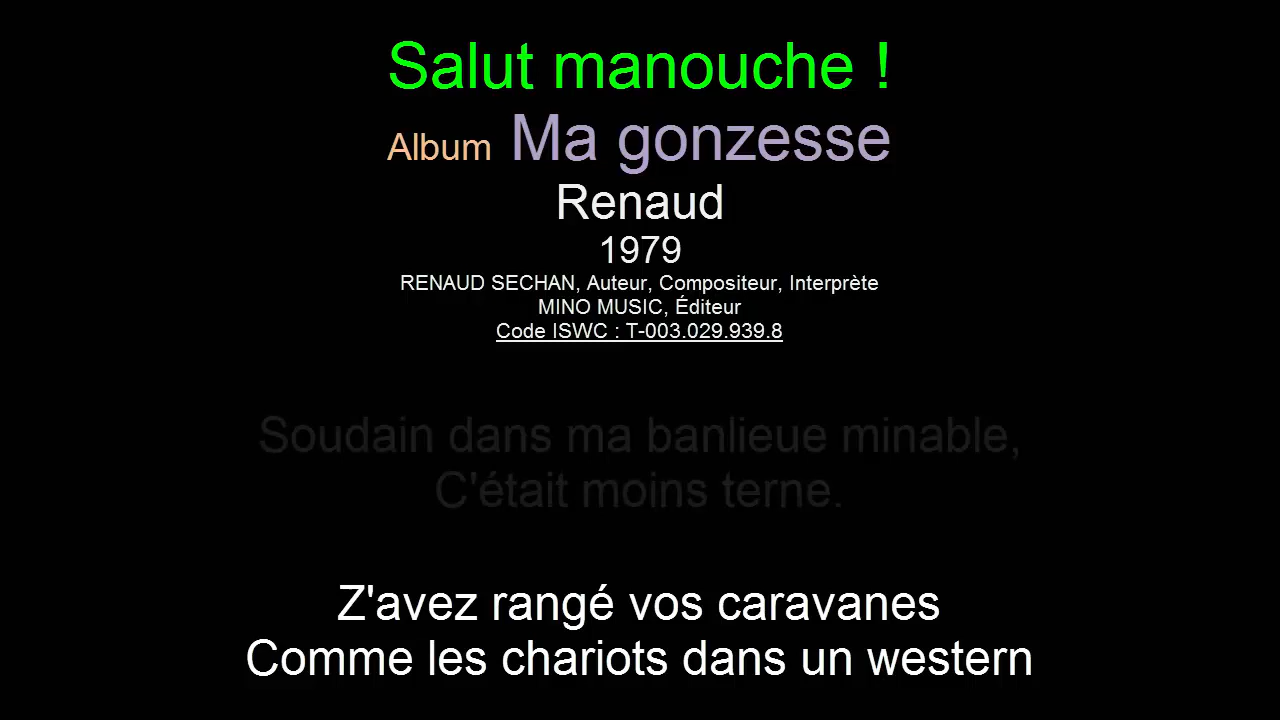 Salut manouche !
Album Ma gonzesse
Renaud
1979
RENAUD SECHAN, Auteur, Compositeur, Interprète
MINO MUSIC, Éditeur
Code ISWC : T-003.029.939.8
Soudain dans ma banlieue minable,
C'était moins terne.
Z'avez rangé vos caravanes
Comme les chariots dans un western